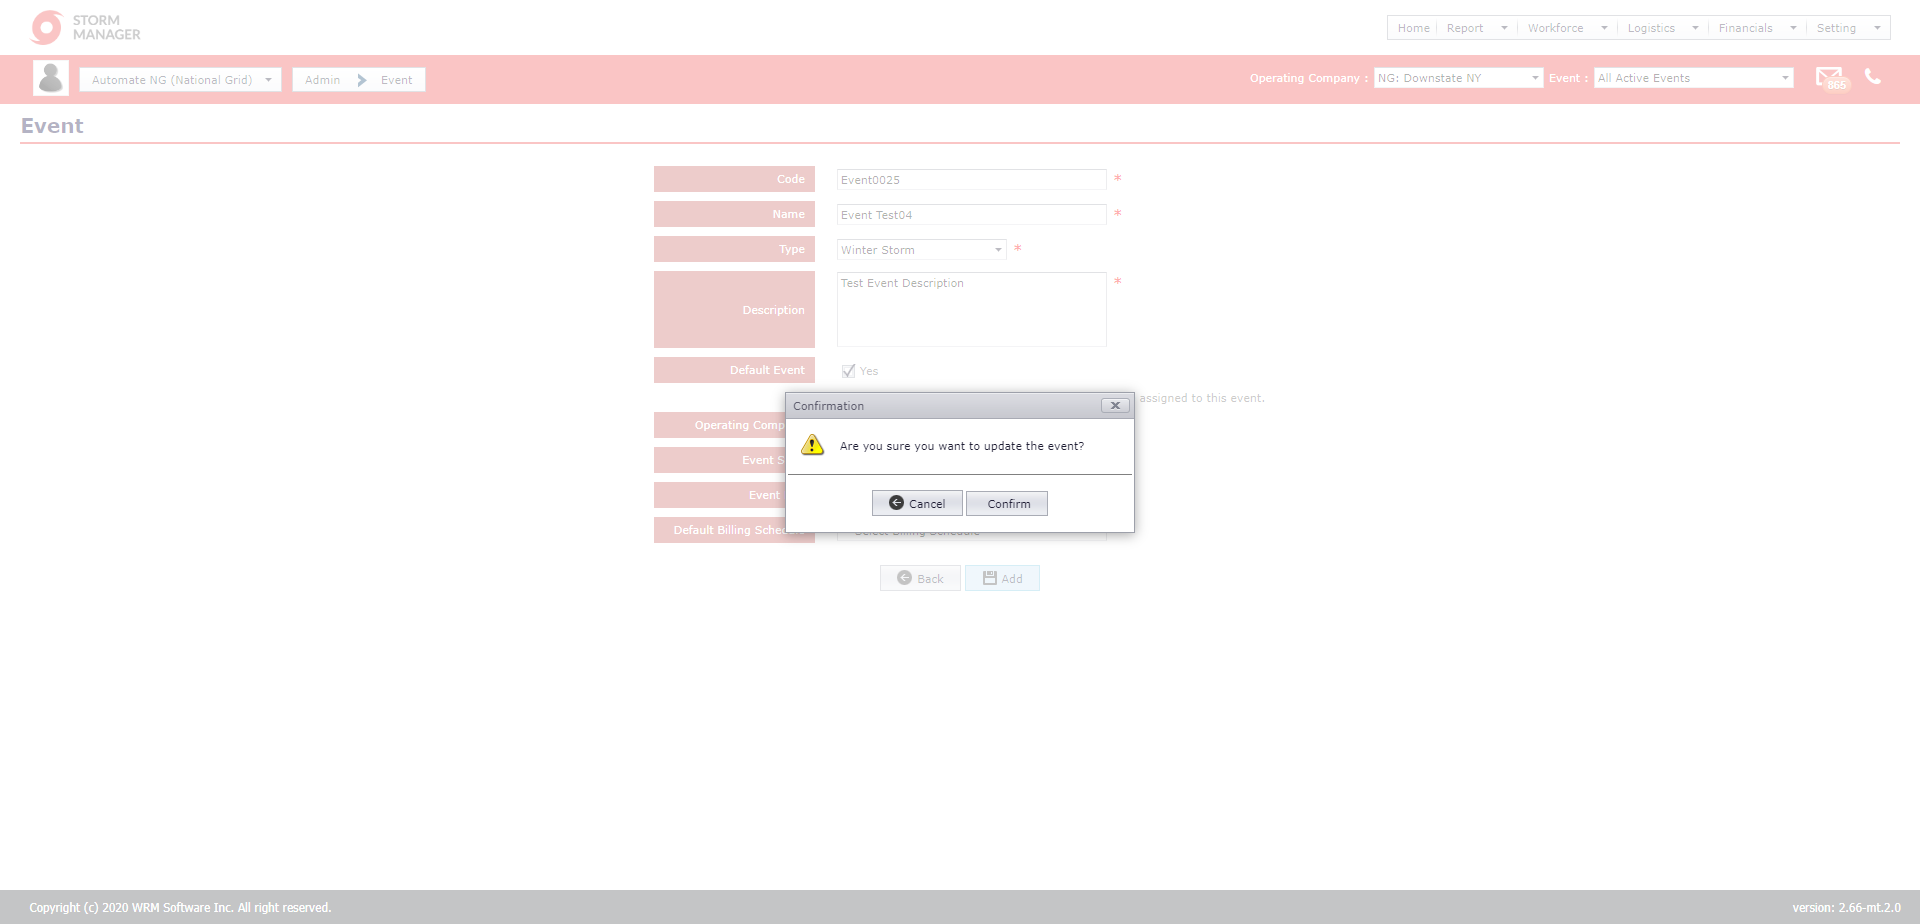 STORM
MANAGER
Home Report Workforce Logistics Financials Setting
Automate NG (National Grid) Admin Event Operating Company : NG: Downstate NY Event : All Active Events 865
Event
Code Event0025 *
Name Event Test04 *
Type Winter Storm *
Description Test Event Description *
Default Event Yes
assigned to this event.
Confirmation
Operating Comp
Are you sure you want to update the event?
Event S
Event
Cancel Confirm
Default Billing Sche
Select Billing Schedule
Back Add
Copyright (c) 2020 WRM Software Inc. All right reserved. version: 2.66-mt.2.0